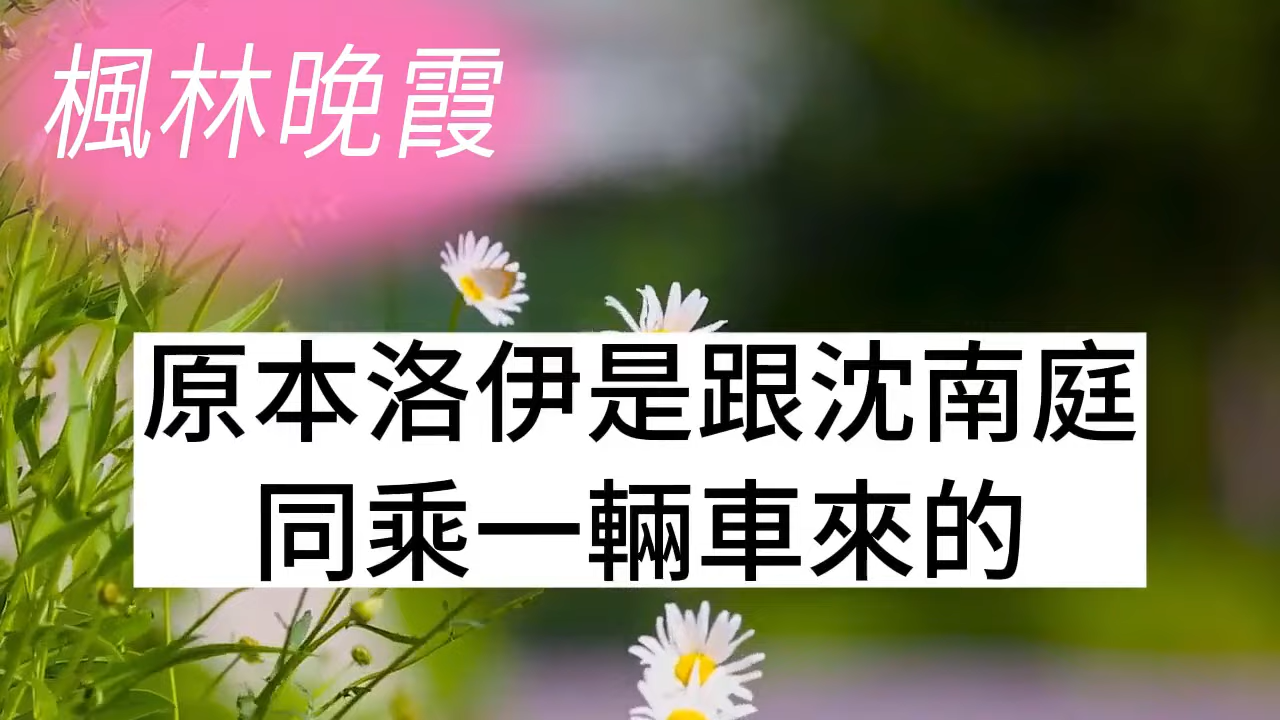 楓林晚霞
原本洛伊是跟沈南庭
同乘一輛車來的